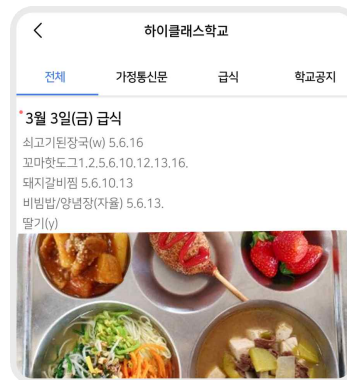 하이클래스학교
전체 가정통신문 급식 학교공지
3월 3일(금) 급식
쇠고기된장국(w) 5.6.16
꼬마핫도그1.2.5.6.10.12.13.16.
돼지갈비찜 5.6.10.13
비빔밥/양념장(자율) 5.6.13.
딸기(y)